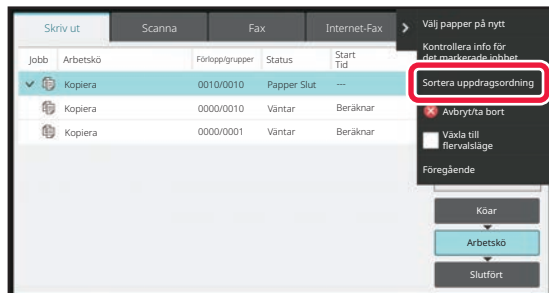 Skriv ut
Scanna
Fax
Internet-Fax
Jobb Arbetskö Förlopp/grupper Status Start Tid
Kopiera 0010/0010 Papper Slut ---
Kopiera 0000/0010 Väntar Beräknar
Kopiera 0000/0001 Väntar Beräknar
Välj papper på nytt
Kontrollera info för
det markerade jobbet
Sortera uppdragsordning
Avbryt/ta bort
Växla till
flervalsläge
Föregående
Köar
Arbetskö
Slutfört